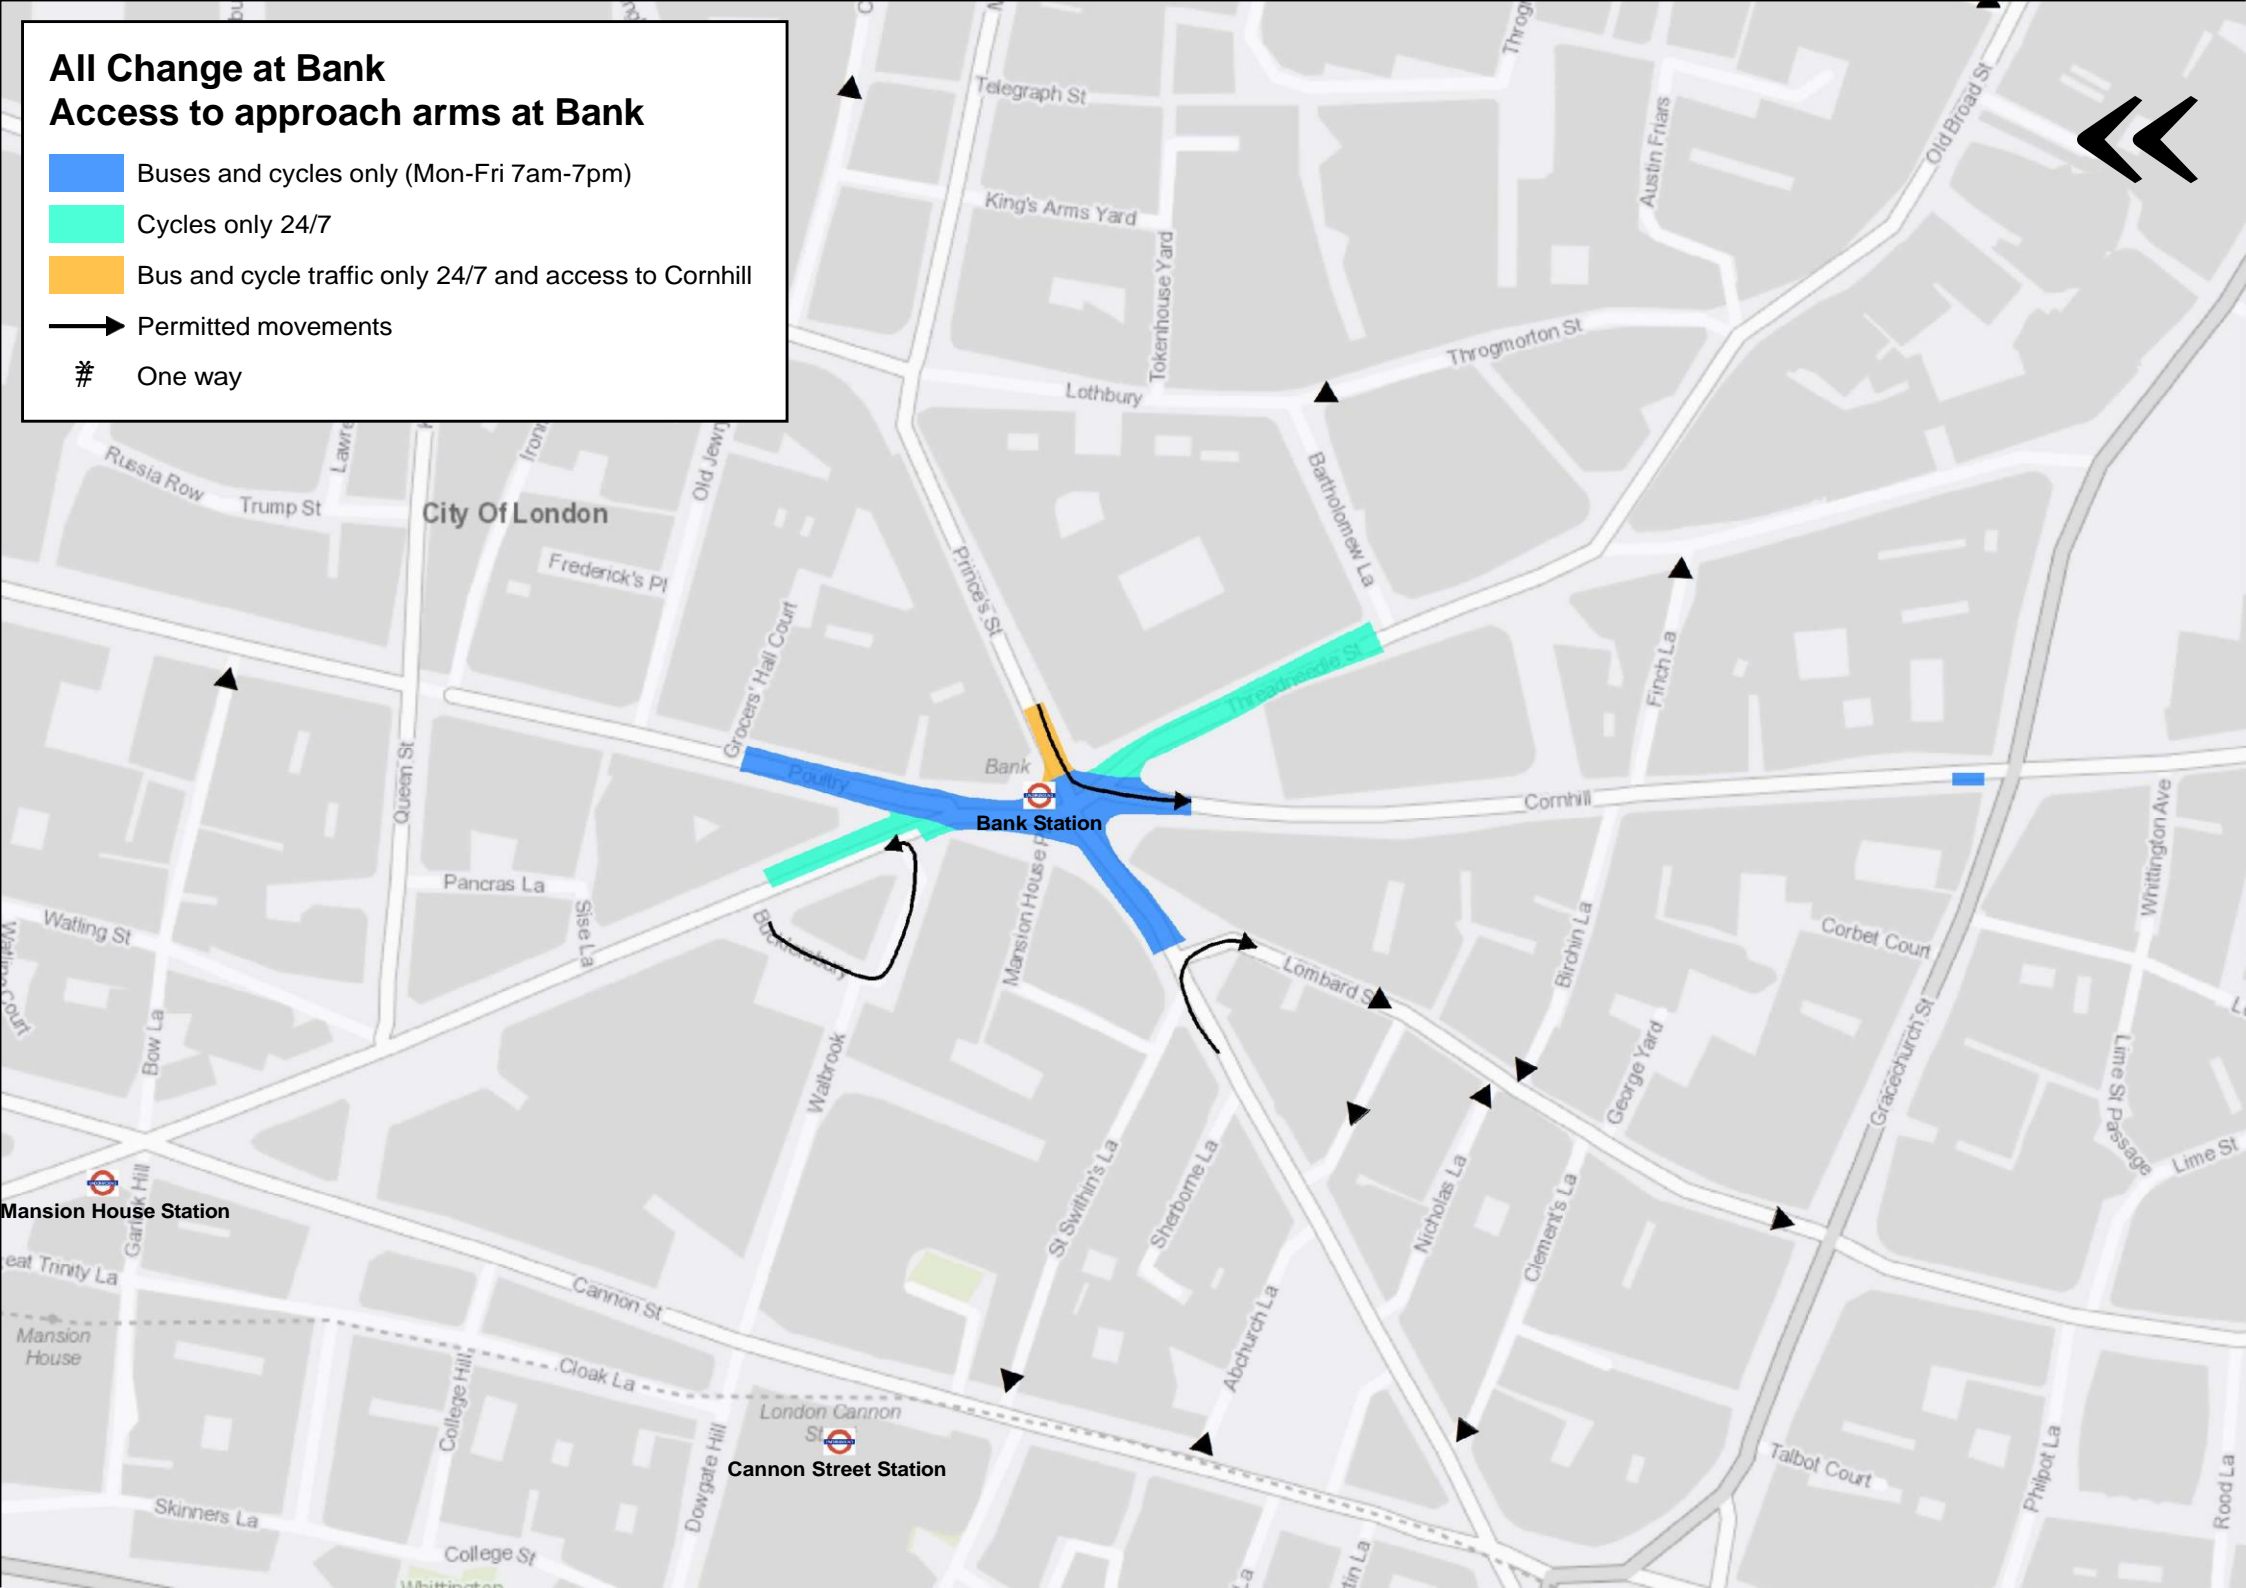 All Change at Bank
Access to approach arms at Bank
Buses and cycles only (Mon-Fri 7am-7pm)
Cycles only 24/7
Bus and cycle traffic only 24/7 and access to Cornhill
Permitted movements
One way
Telegraph St
King's Arms Yard
Tokenhouse Yard
Austin Friars
Old Broad St
Throgmorton St
Lothbury
Bartholomew La
Russia Row
Trump St
City Of London
Old Jewry
Frederick's Pl
Prince's St
Grocers' Hall Court
Threadneedle St
Finch La
Bank
Poultry
Bank Station
Cornhill
Queen St
Whittington Ave
Pancras La
Sise La
Watling St
Bucklersbury
Mansion House P
Lombard S
Birchin La
Corbet Court
George Yard
Gracechurch St
Bow La
Walbrook
Lime St Passage
Lime St
St Swithin's La
Sherborne La
Nicholas La
Clement's La
Mansion House Station
Garlick Hill
eat Trinity La
Cannon St
Abchurch La
Mansion
House
Cloak La
College Hill
London Cannon
St
Cannon Street Station
Dowgate Hill
Talbot Court
Philpot La
Rood La
Skinners La
College St